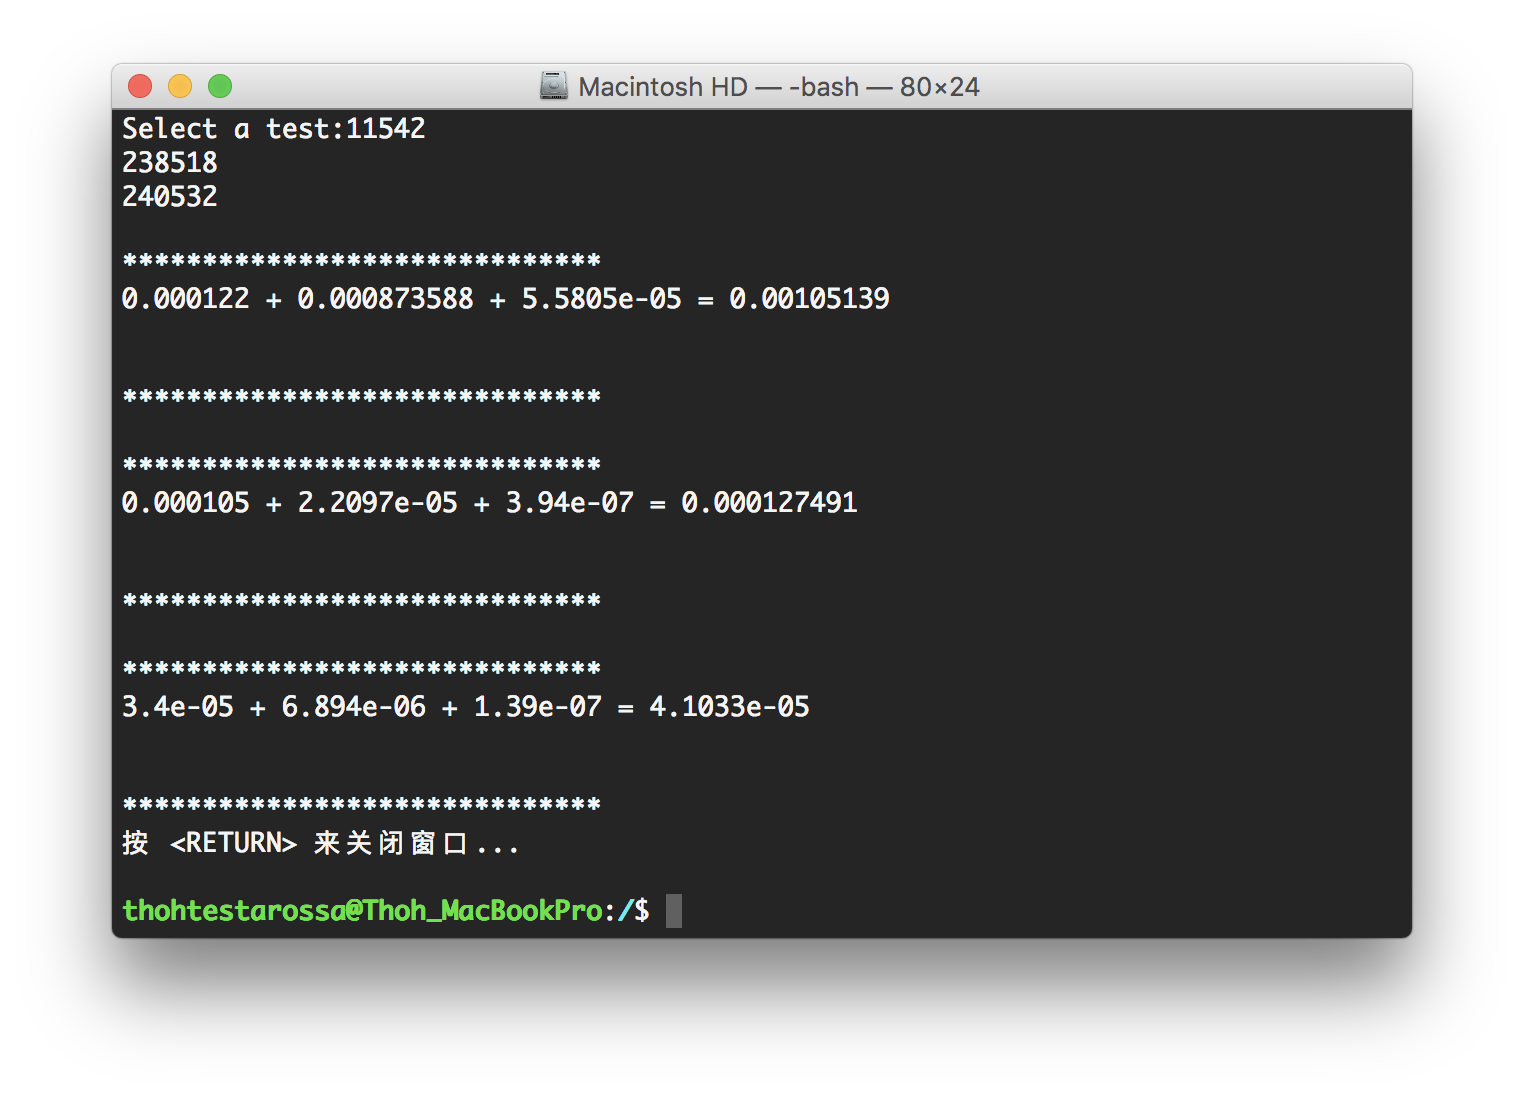 Macintosh HD — -bash — 80×24
Select a test:11542
238518
240532
******************************
0.000122 + 0.000873588 + 5.5805e-05 = 0.00105139
******************************
******************************
0.000105 + 2.2097e-05 + 3.94e-07 = 0.000127491
******************************
******************************
3.4e-05 + 6.894e-06 + 1.39e-07 = 4.1033e-05
******************************
按 <RETURN> 来关闭窗口...
thohtestarossa@Thoh_MacBookPro:/$